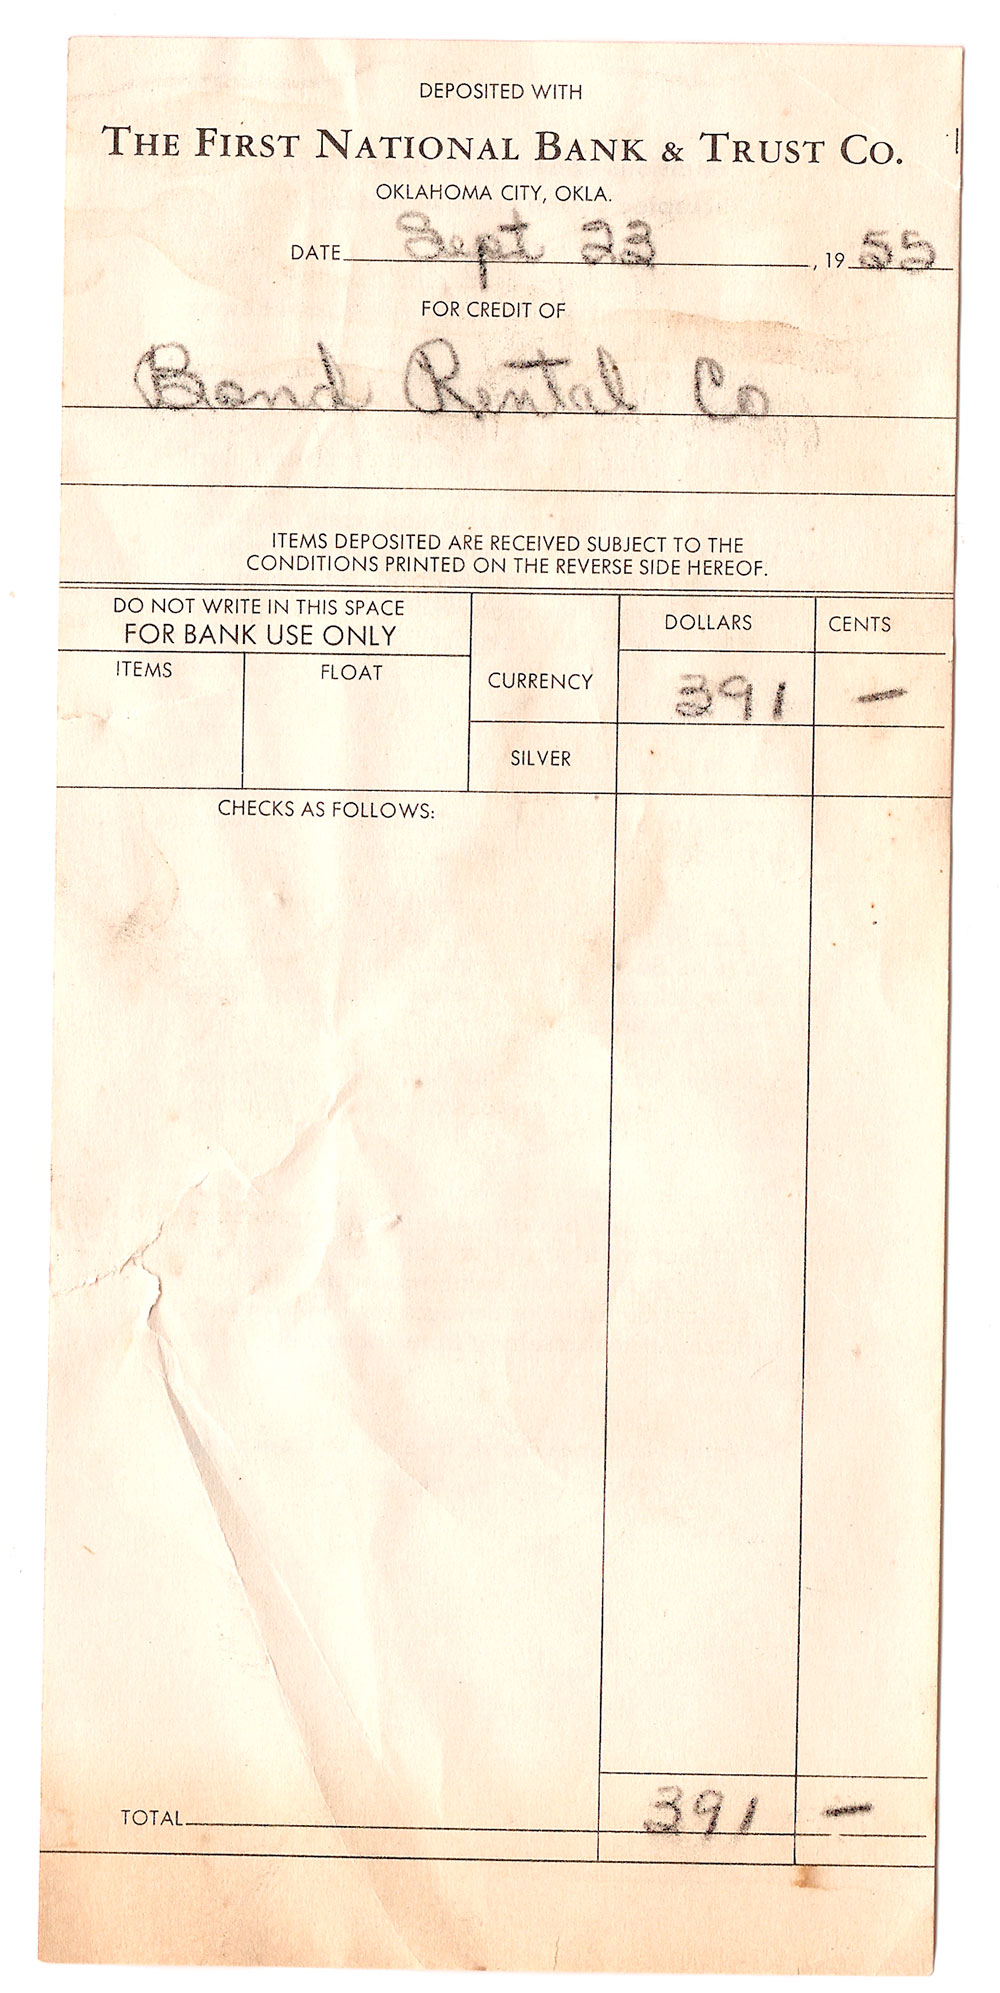 DEPOSITED WITH
THE FIRST NATIONAL BANK & TRUST CO.
OKLAHOMA CITY, OKLA.
DATE Sept 23, 1955
FOR CREDIT OF
Bond Rental Co
ITEMS DEPOSITED ARE RECEIVED SUBJECT TO THE
CONDITIONS PRINTED ON THE REVERSE SIDE HEREOF.
DO NOT WRITE IN THIS SPACE
FOR BANK USE ONLY
ITEMS FLOAT
DOLLARS CENTS
CURRENCY 391 —
SILVER
CHECKS AS FOLLOWS:
TOTAL 391 —